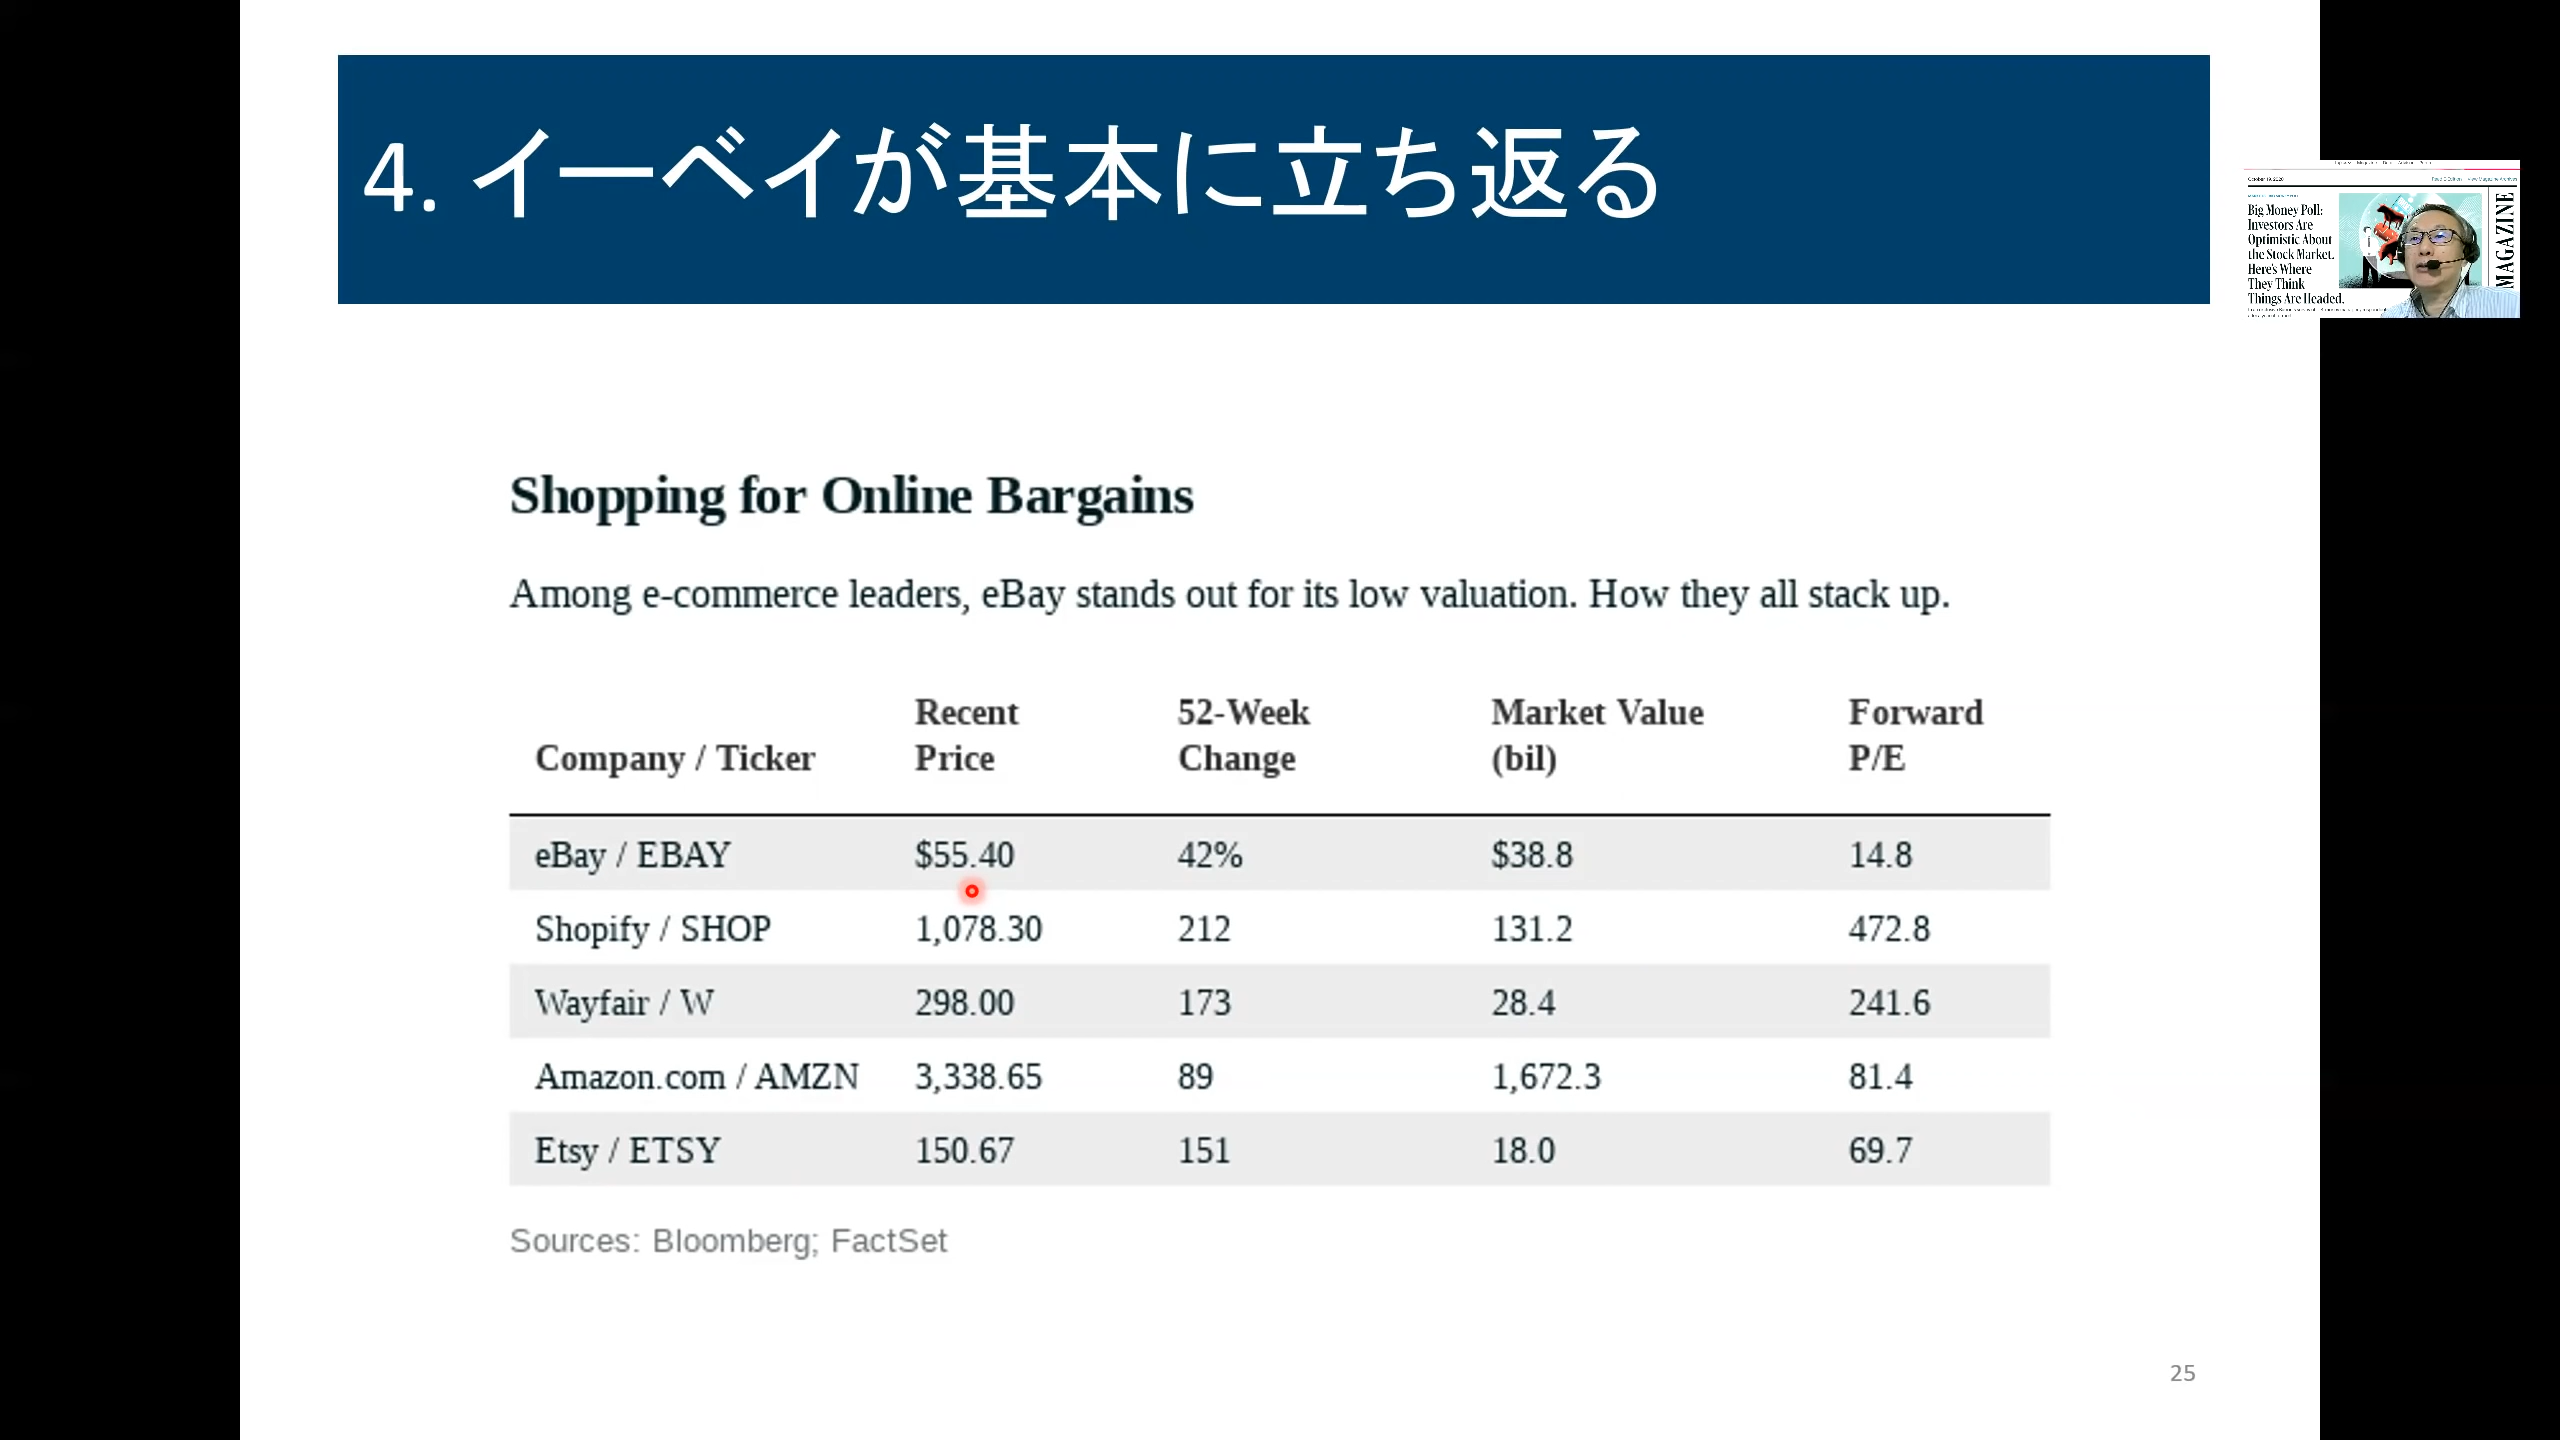 4. イーベイが基本に立ち返る
October 19, 2020
Big Money Poll:
Investors Are
Optimistic About
the Stock Market.
Here's Where
They Think
Things Are Headed.
MAGAZINE
Shopping for Online Bargains
Among e-commerce leaders, eBay stands out for its low valuation. How they all stack up.
Company / Ticker Recent Price 52-Week Change Market Value (bil) Forward P/E
eBay / EBAY $55.40 42% $38.8 14.8
Shopify / SHOP 1,078.30 212 131.2 472.8
Wayfair / W 298.00 173 28.4 241.6
Amazon.com / AMZN 3,338.65 89 1,672.3 81.4
Etsy / ETSY 150.67 151 18.0 69.7
Sources: Bloomberg; FactSet
25